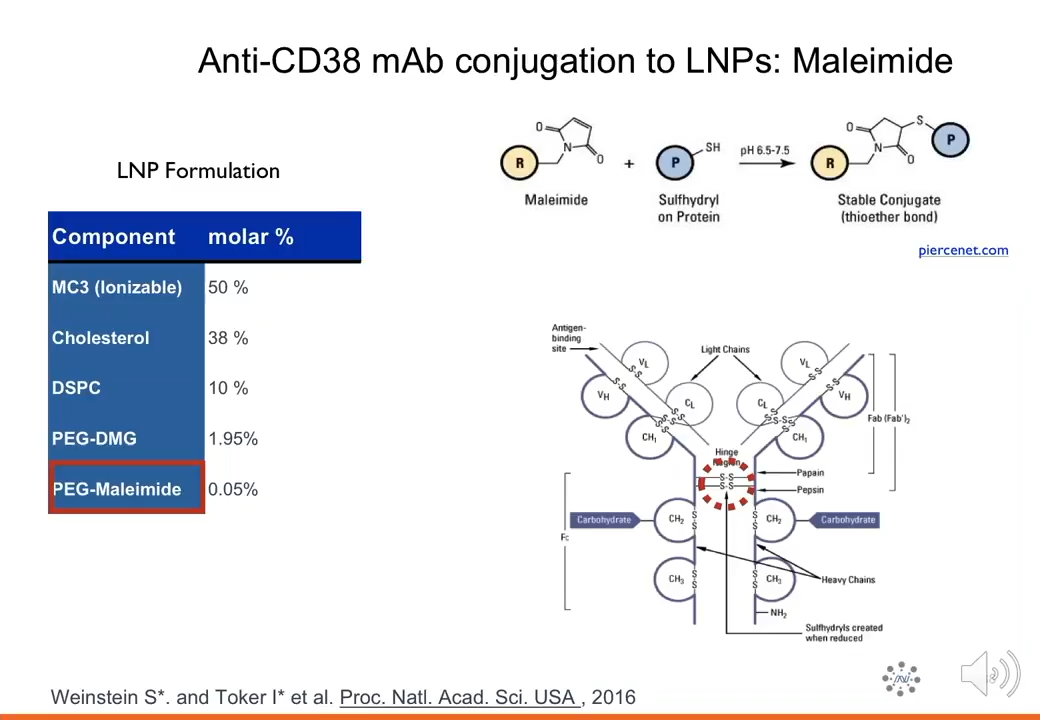 Anti-CD38 mAb conjugation to LNPs: Maleimide
LNP Formulation
Component molar %
MC3 (Ionizable) 50 %
Cholesterol 38 %
DSPC 10 %
PEG-DMG 1.95%
PEG-Maleimide 0.05%
O
N
O
R
Maleimide
+
P
SH
Sulfhydryl
on Protein
pH 6.5-7.5
O
N
O
S
R
P
Stable Conjugate
(thioether bond)
piercenet.com
Antigen-
binding
site
Light Chains
VL
VL
S-S
S-S
VH
VH
CL
CL
CH1
CH1
Fab
(Fab')2
Hinge
Region
Papain
S-S
S-S
Pepsin
Carbohydrate
CH2
S
S
S
S
CH2
Carbohydrate
Fc
CH3
S
S
S
S
CH3
Heavy Chains
NH2
Sulfhydryls created
when reduced
Weinstein S*. and Toker I* et al. Proc. Natl. Acad. Sci. USA , 2016